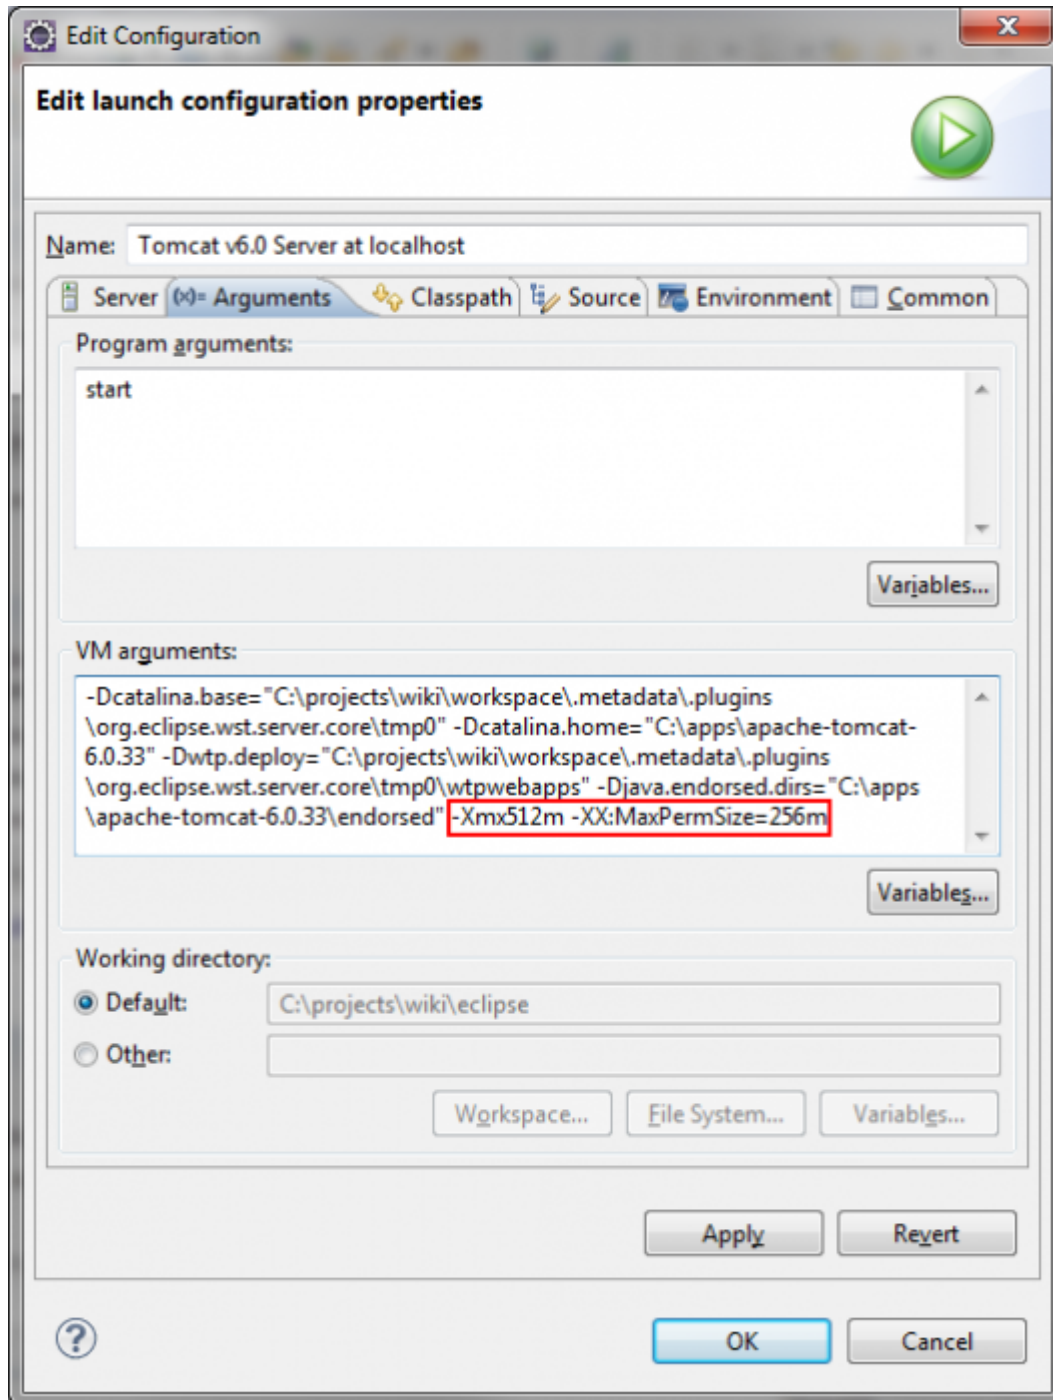 Edit Configuration
Edit launch configuration properties
Name: Tomcat v6.0 Server at localhost
Server (x)= Arguments Classpath Source Environment Common
Program arguments:
start
Variables...
VM arguments:
-Dcatalina.base="C:\projects\wiki\workspace\.metadata\.plugins
\org.eclipse.wst.server.core\tmp0" -Dcatalina.home="C:\apps\apache-tomcat-
6.0.33" -Dwtp.deploy="C:\projects\wiki\workspace\.metadata\.plugins
\org.eclipse.wst.server.core\tmp0\wtpwebapps" -Djava.endorsed.dirs="C:\apps
\apache-tomcat-6.0.33\endorsed" -Xmx512m -XX:MaxPermSize=256m
Variables...
Working directory:
Default: C:\projects\wiki\eclipse
Other:
Workspace... File System... Variables...
Apply Revert
? OK Cancel